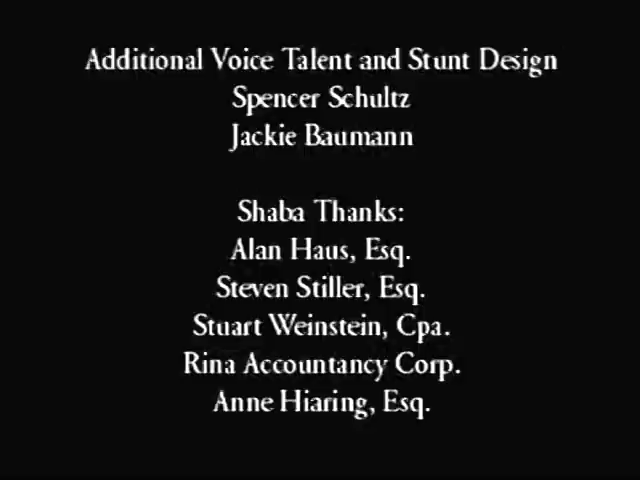 Additional Voice Talent and Stunt Design
Spencer Schultz
Jackie Baumann
Shaba Thanks:
Alan Haus, Esq.
Steven Stiller, Esq.
Stuart Weinstein, Cpa.
Rina Accountancy Corp.
Anne Hiaring, Esq.